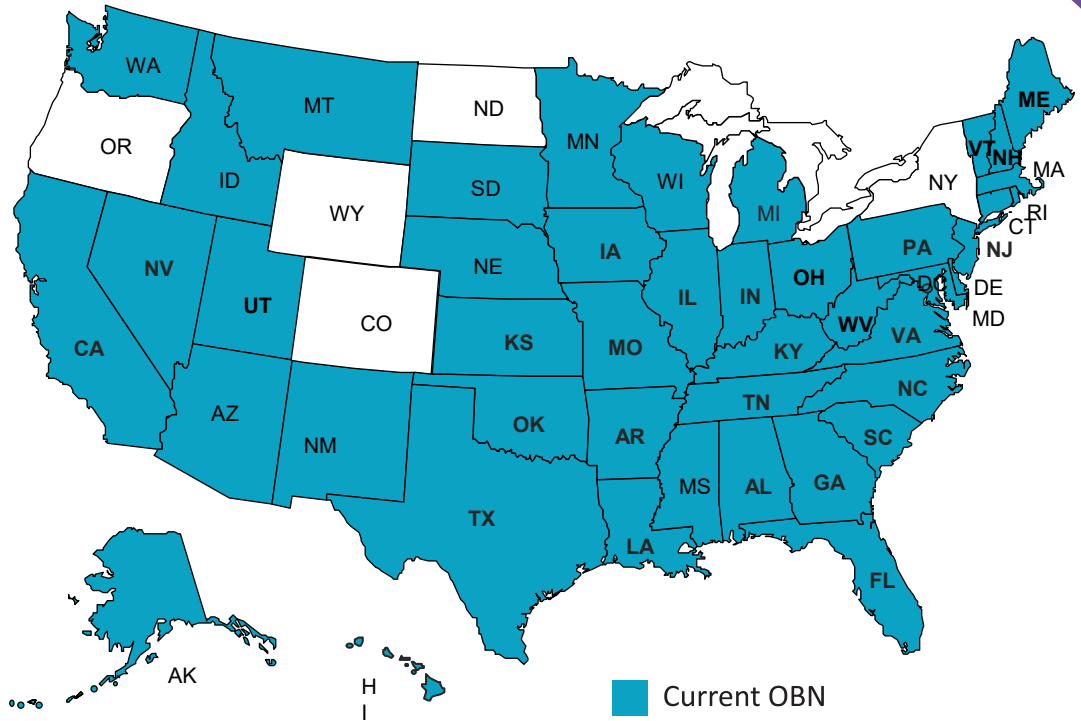 WA
MT
ND
MN
ME
OR
VT
NH
MA
ID
SD
WI
NY
WY
MI
RI
CT
NV
NE
IA
PA
NJ
UT
IL
IN
OH
DC
DE
CO
WV
MD
CA
KS
MO
KY
VA
AZ
OK
TN
NC
NM
AR
SC
MS
AL
GA
TX
LA
FL
AK
H
I
Current OBN